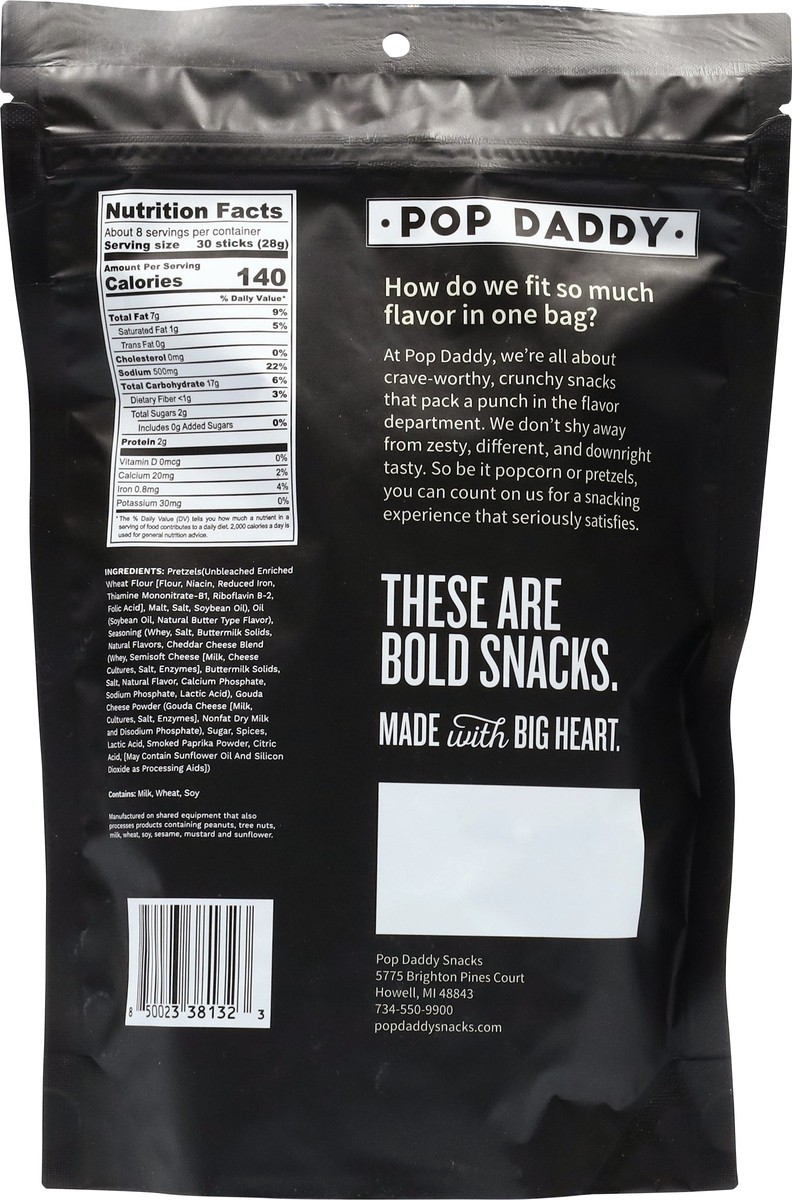 Nutrition Facts
About 8 servings per container
Serving size 30 sticks (28g)
Amount Per Serving
Calories 140
% Daily Value*
Total Fat 7g 9%
Saturated Fat 1g 5%
Trans Fat 0g
Cholesterol 0mg 0%
Sodium 500mg 22%
Total Carbohydrate 17g 6%
Dietary Fiber <1g 3%
Total Sugars 2g
Includes 0g Added Sugars 0%
Protein 2g
Vitamin D 0mcg 0%
Calcium 20mg 2%
Iron 0.8mg 4%
Potassium 30mg 0%
*The % Daily Value (DV) tells you how much a nutrient in a
serving of food contributes to a daily diet. 2,000 calories a day is
used for general nutrition advice.
INGREDIENTS: Pretzels(Unbleached Enriched
Wheat Flour [Flour, Niacin, Reduced Iron,
Thiamine Mononitrate-B1, Riboflavin B-2,
Folic Acid], Malt, Salt, Soybean Oil), Oil
(Soybean Oil, Natural Butter Type Flavor),
Seasoning (Whey, Salt, Buttermilk Solids,
Natural Flavors, Cheddar Cheese Blend
(Whey, Semisoft Cheese [Milk, Cheese
Cultures, Salt, Enzymes], Buttermilk Solids,
Salt, Natural Flavor, Calcium Phosphate,
Sodium Phosphate, Lactic Acid), Gouda
Cheese Powder (Gouda Cheese [Milk,
Cultures, Salt, Enzymes], Nonfat Dry Milk
and Disodium Phosphate), Sugar, Spices,
Lactic Acid, Smoked Paprika Powder, Citric
Acid, [May Contain Sunflower Oil And Silicon
Dioxide as Processing Aids])
Contains: Milk, Wheat, Soy
Manufactured on shared equipment that also
processes products containing peanuts, tree nuts,
milk, wheat, soy, sesame, mustard and sunflower.
8 50023 38132 3
·POP DADDY·
How do we fit so much
flavor in one bag?
At Pop Daddy, we're all about
crave-worthy, crunchy snacks
that pack a punch in the flavor
department. We don't shy away
from zesty, different, and downright
tasty. So be it popcorn or pretzels,
you can count on us for a snacking
experience that seriously satisfies.
THESE ARE
BOLD SNACKS.
MADE with BIG HEART.
Pop Daddy Snacks
5775 Brighton Pines Court
Howell, MI 48843
734-550-9900
popdaddysnacks.com